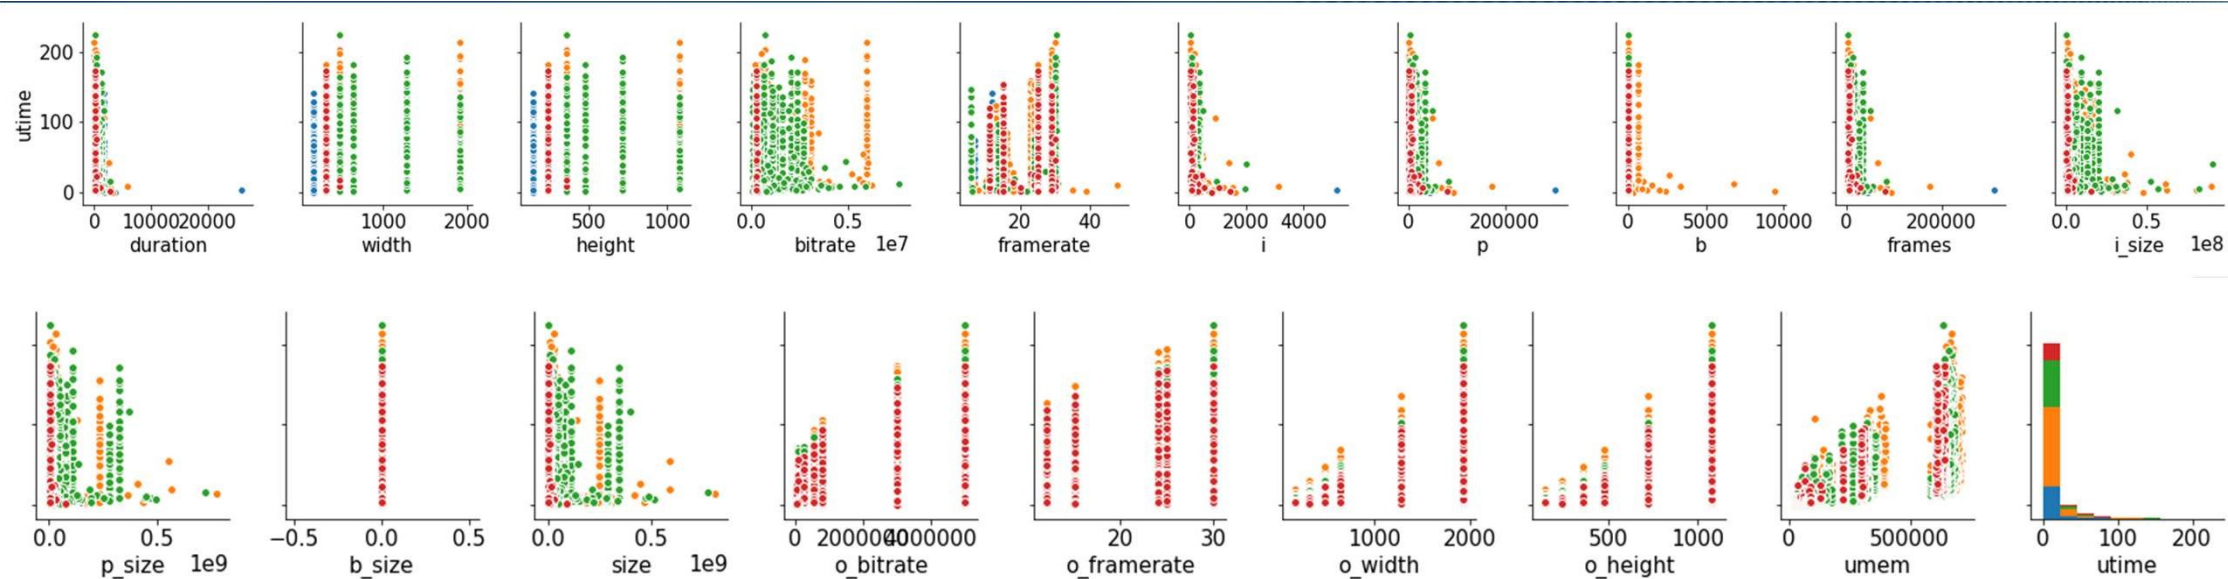 utime
200
100
0
0 10000 20000
duration
1000 2000
width
500 1000
height
0.0 0.5
bitrate 1e7
20 40
framerate
0 2000 4000
i
0 200000
p
0 5000 10000
b
0 200000
frames
0.0 0.5
i_size 1e8
0.0 0.5
p_size 1e9
−0.5 0.0 0.5
b_size
0.0 0.5
size 1e9
0 20000000 40000000
o_bitrate
20 30
o_framerate
1000 2000
o_width
500 1000
o_height
0 500000
umem
0 100 200
utime